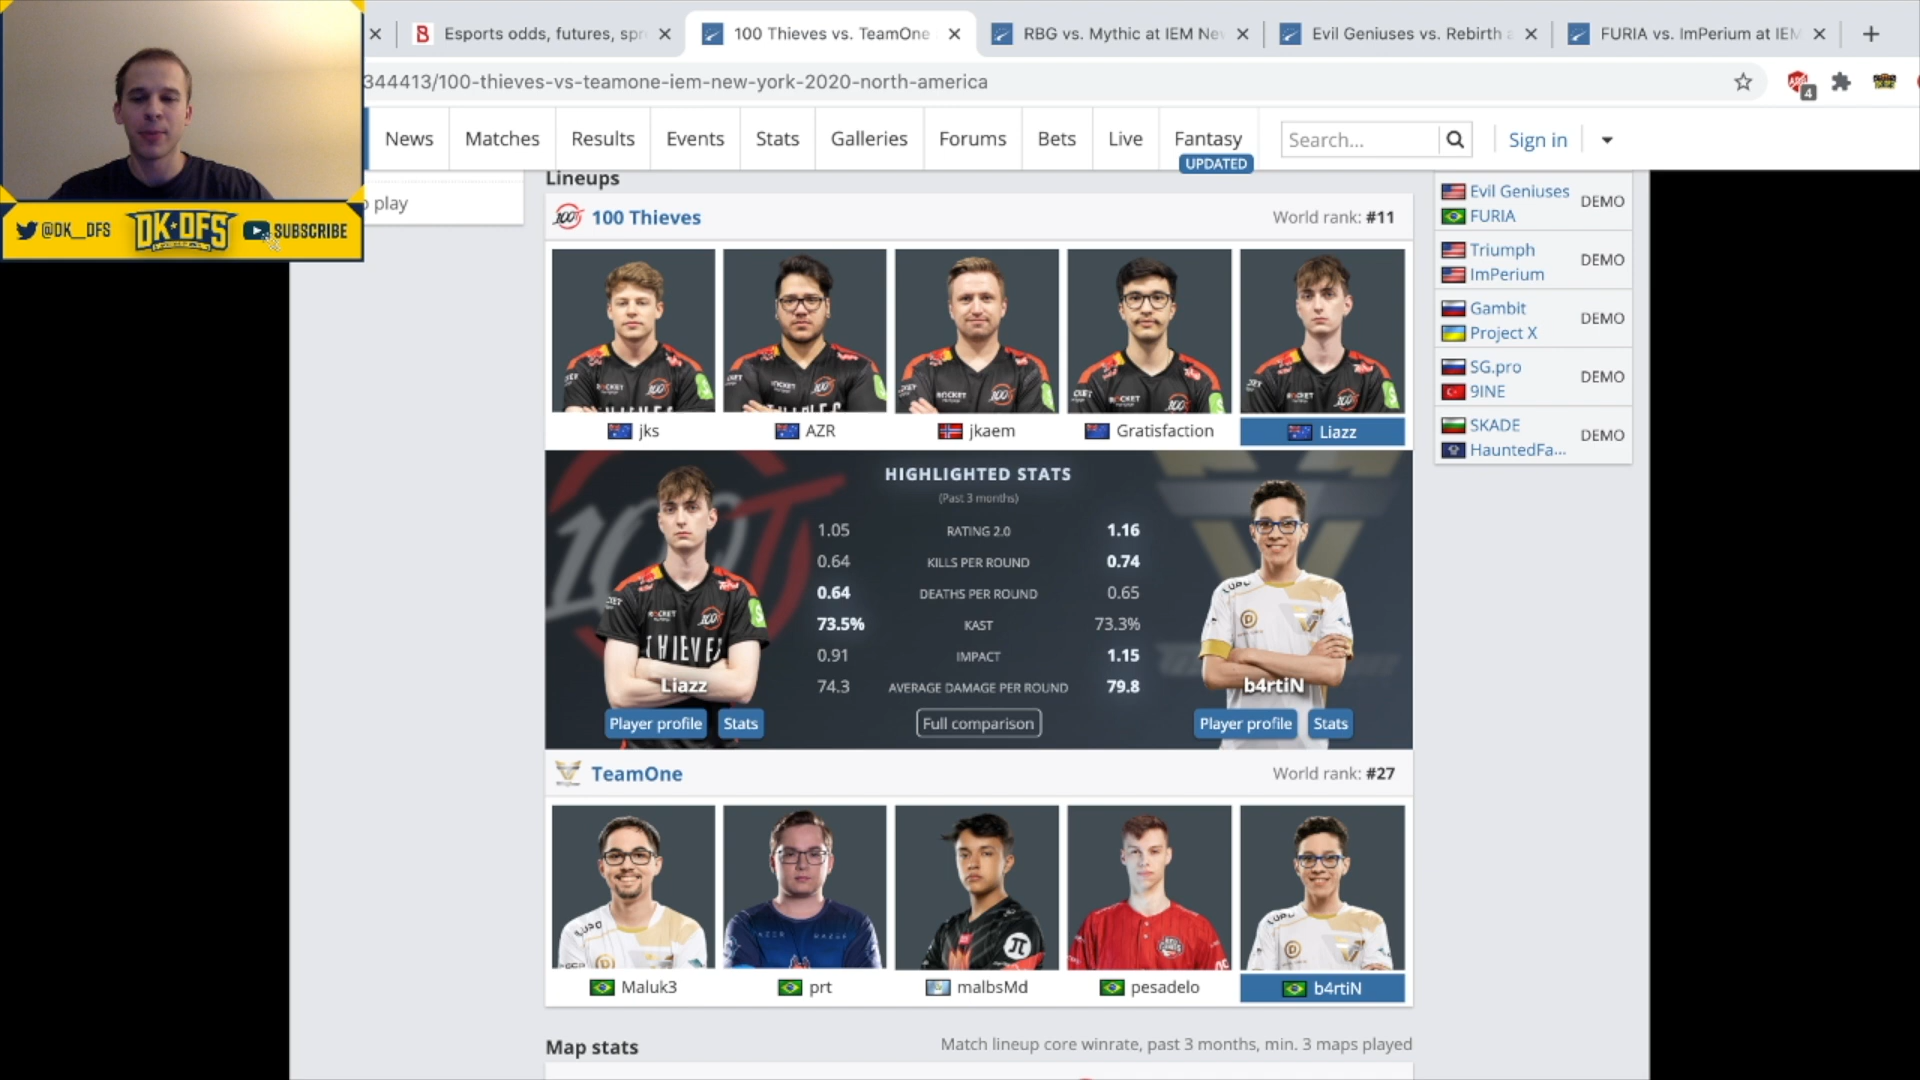 B Esports odds, futures, spr
100 Thieves vs. TeamOne
RBG vs. Mythic at IEM Ne
Evil Geniuses vs. Rebirth a
FURIA vs. ImPerium at IEM
344413/100-thieves-vs-teamone-iem-new-york-2020-north-america
4
News Matches Results Events Stats Galleries Forums Bets Live Fantasy
UPDATED
Search...
Sign in
play
@DK__DFS DK DFS SUBSCRIBE
Lineups
100 Thieves World rank: #11
jks AZR jkaem Gratisfaction Liazz
HIGHLIGHTED STATS
(Past 3 months)
1.05 RATING 2.0 1.16
0.64 KILLS PER ROUND 0.74
0.64 DEATHS PER ROUND 0.65
73.5% KAST 73.3%
0.91 IMPACT 1.15
74.3 AVERAGE DAMAGE PER ROUND 79.8
Liazz b4rtiN
Player profile Stats Full comparison Player profile Stats
TeamOne World rank: #27
Maluk3 prt malbsMd pesadelo b4rtiN
Map stats Match lineup core winrate, past 3 months, min. 3 maps played
Evil Geniuses
FURIA
DEMO
Triumph
ImPerium
DEMO
Gambit
Project X
DEMO
SG.pro
9INE
DEMO
SKADE
HauntedFa...
DEMO